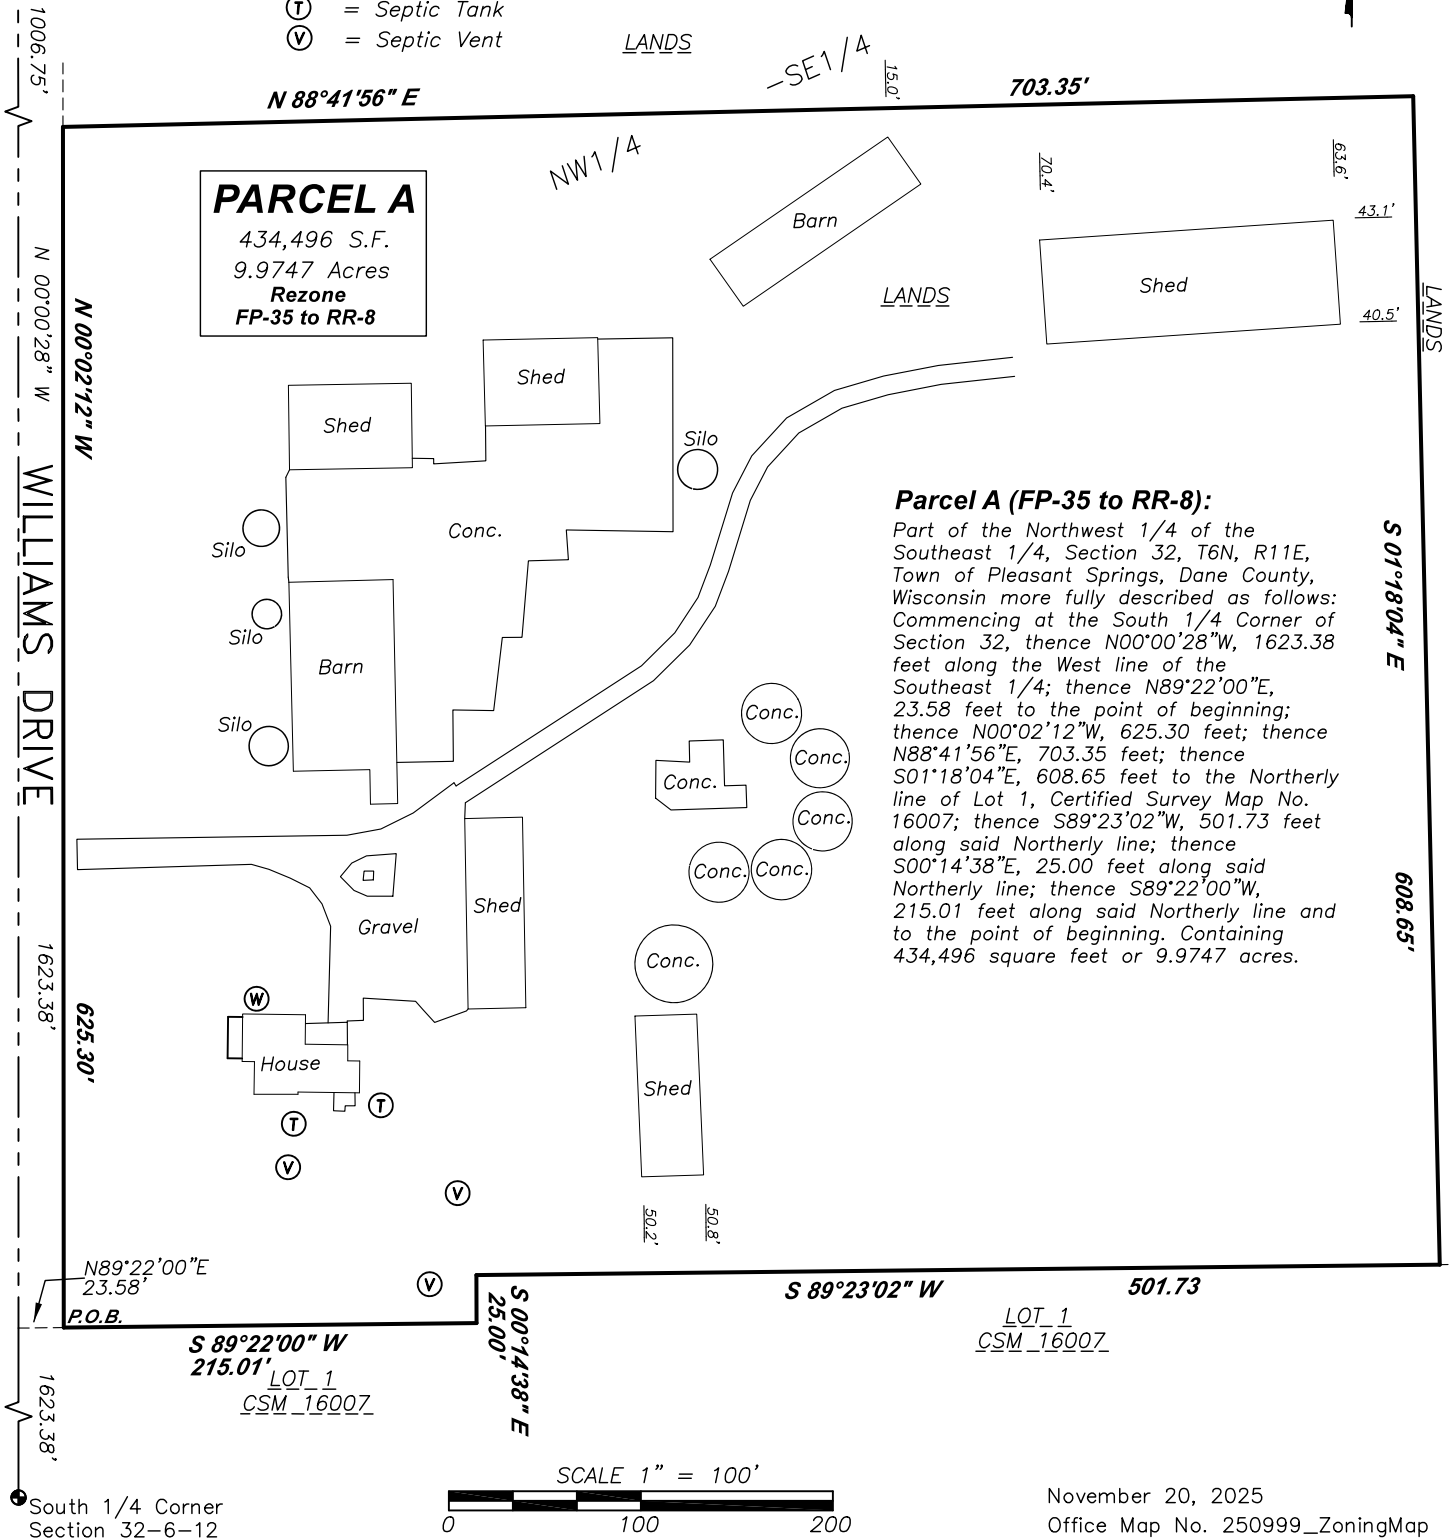 Ⓣ = Septic Tank
Ⓥ = Septic Vent
LANDS
1006.75'
N 88°41'56" E
-SE1/4
15.0'
703.35'
NW1/4
70.4'
63.6'
43.1'
40.5'
PARCEL A
434,496 S.F.
9.9747 Acres
Rezone
FP-35 to RR-8
Barn
Shed
LANDS
LANDS
N 00°00'28" W
N 00°02'12" W
WILLIAMS DRIVE
Shed
Shed
Silo
Silo
Silo
Silo
Conc.
Barn
Parcel A (FP-35 to RR-8):
Part of the Northwest 1/4 of the
Southeast 1/4, Section 32, T6N, R11E,
Town of Pleasant Springs, Dane County,
Wisconsin more fully described as follows:
Commencing at the South 1/4 Corner of
Section 32, thence N00°00'28"W, 1623.38
feet along the West line of the
Southeast 1/4; thence N89°22'00"E,
23.58 feet to the point of beginning;
thence N00°02'12"W, 625.30 feet; thence
N88°41'56"E, 703.35 feet; thence
S01°18'04"E, 608.65 feet to the Northerly
line of Lot 1, Certified Survey Map No.
16007; thence S89°23'02"W, 501.73 feet
along said Northerly line; thence
S00°14'38"E, 25.00 feet along said
Northerly line; thence S89°22'00"W,
215.01 feet along said Northerly line and
to the point of beginning. Containing
434,496 square feet or 9.9747 acres.
S 01°18'04" E
608.65'
Conc.
Conc.
Conc.
Conc.
Conc.
Conc.
Conc.
Shed
Gravel
1623.38'
625.30'
W
House
T
T
V
V
V
Shed
50.2'
50.8'
N89°22'00"E
23.58'
P.O.B.
S 89°22'00" W
215.01'
LOT 1
CSM 16007
S 00°14'38" E
25.00'
S 89°23'02" W
501.73
LOT 1
CSM 16007
1623.38'
South 1/4 Corner
Section 32-6-12
SCALE 1" = 100'
0 100 200
November 20, 2025
Office Map No. 250999_ZoningMap